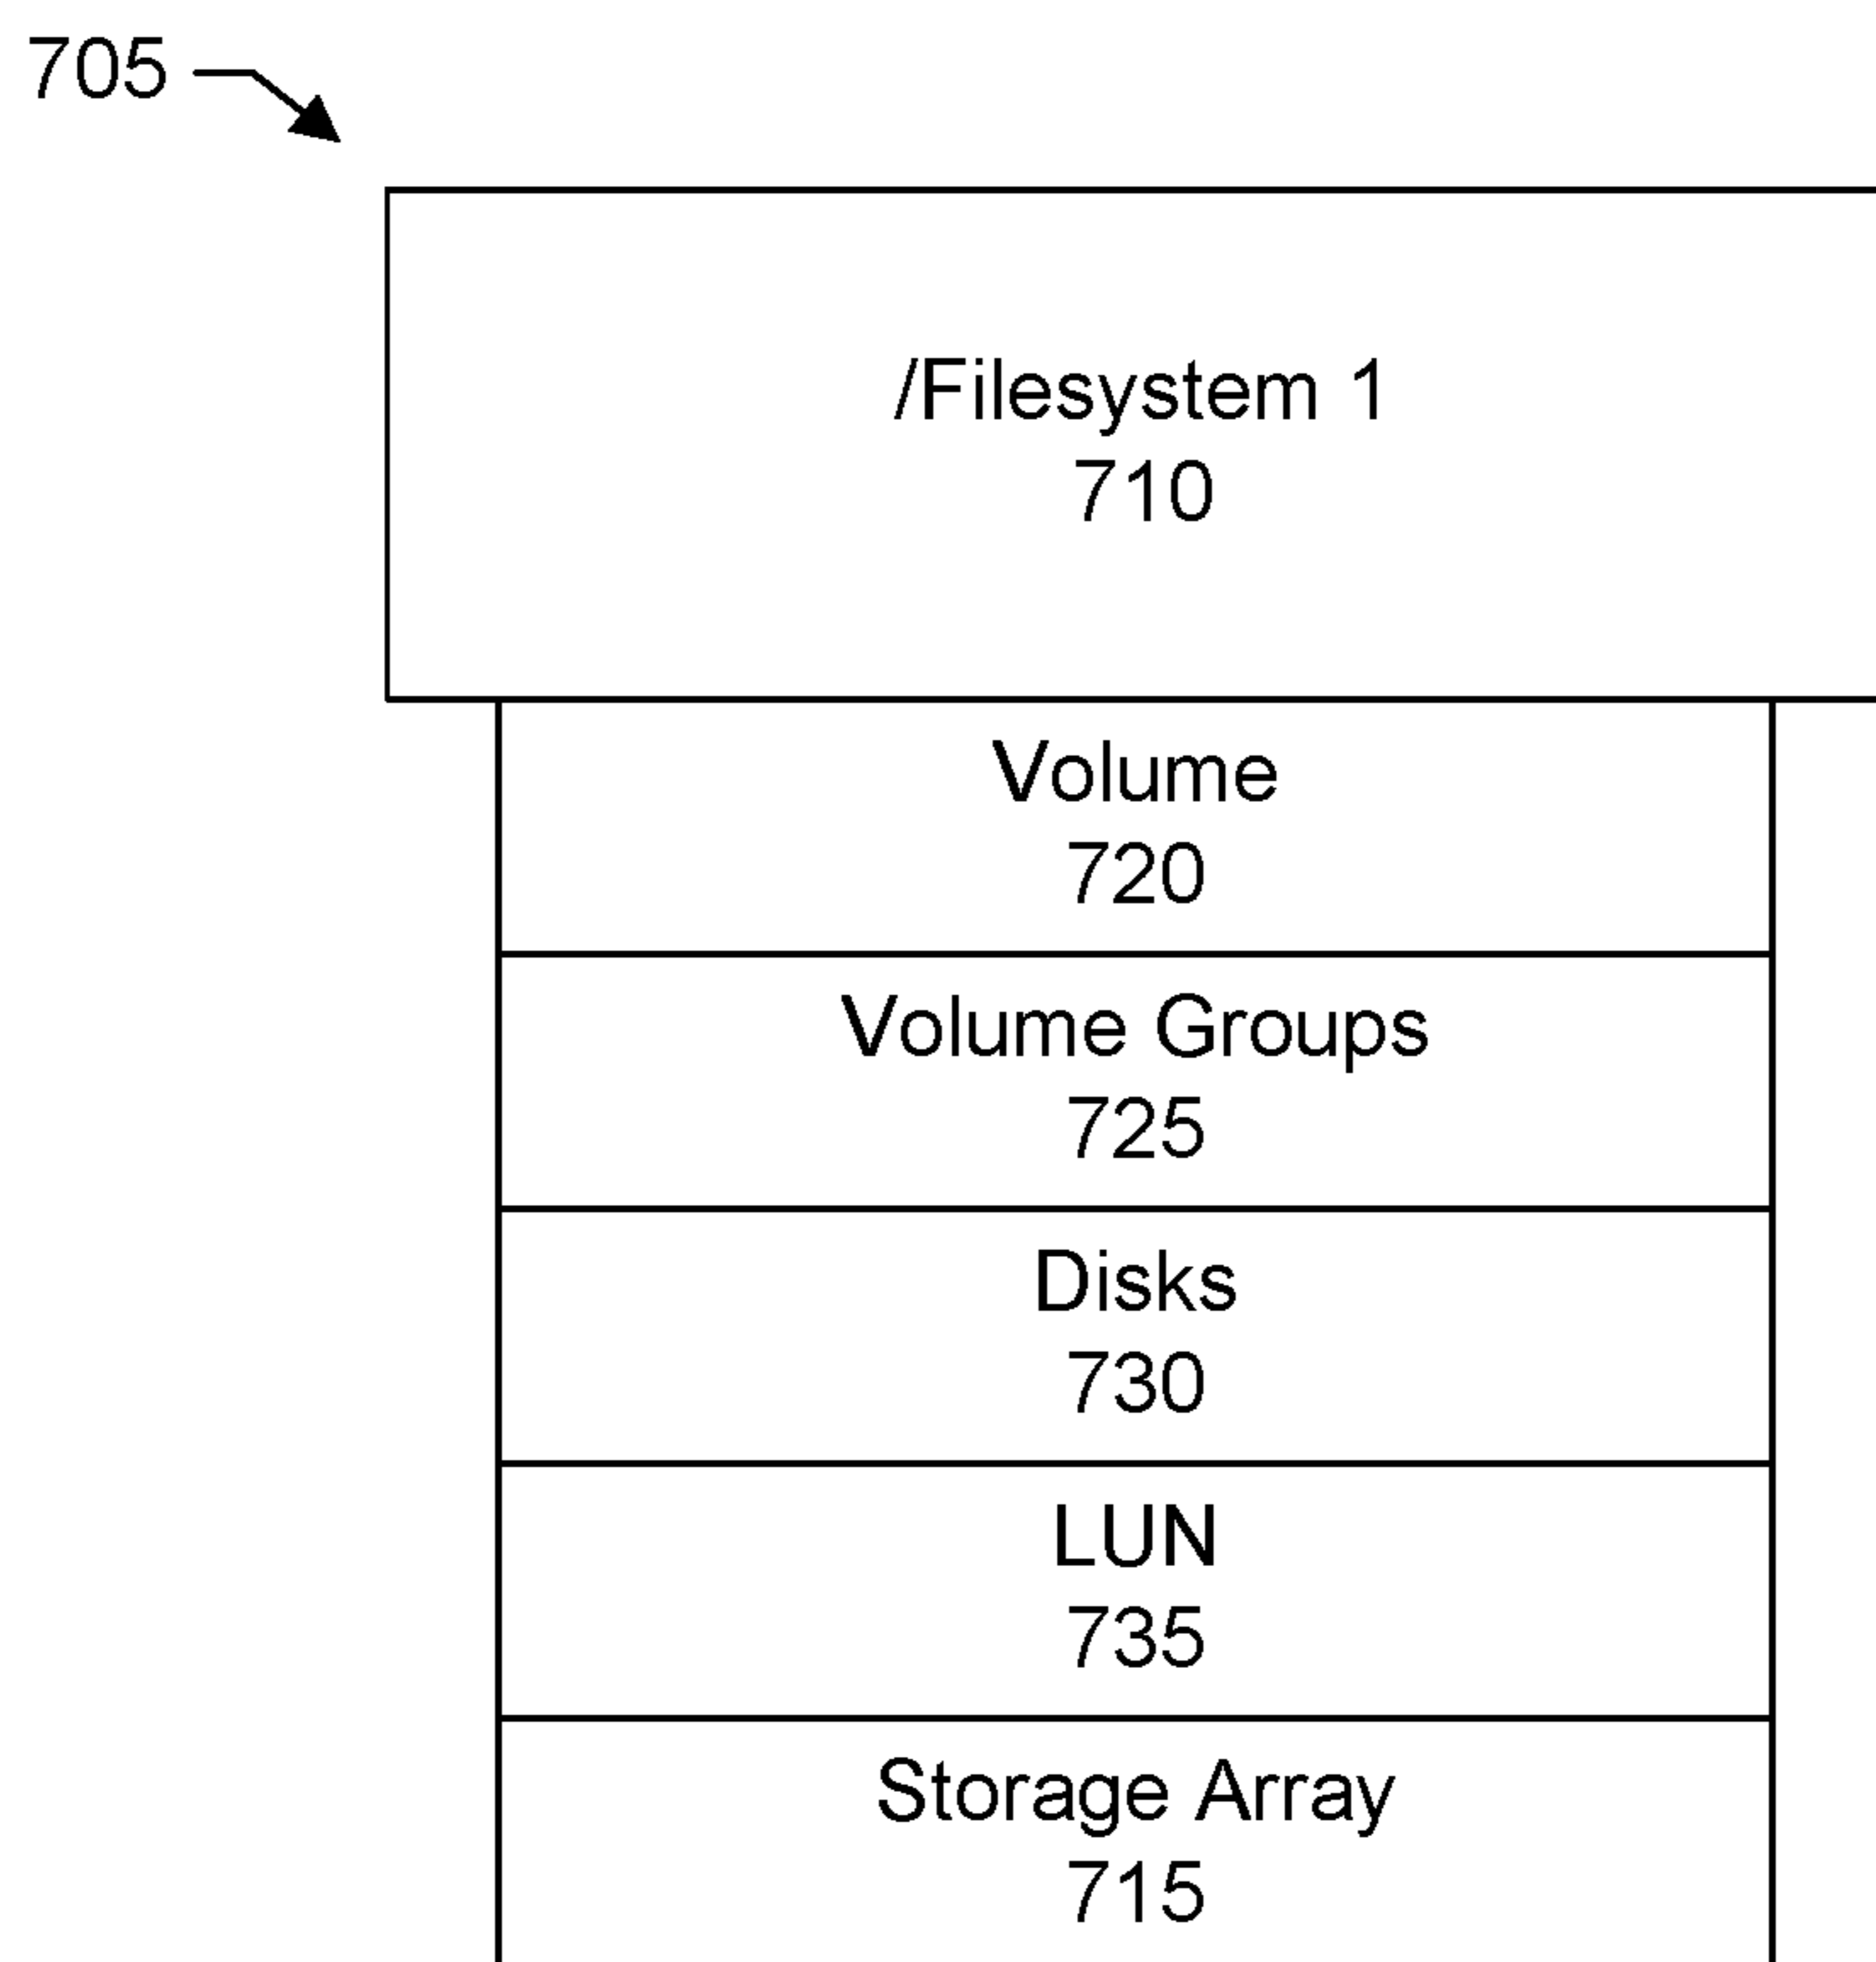 705
/Filesystem 1
710
Volume
720
Volume Groups
725
Disks
730
LUN
735
Storage Array
715